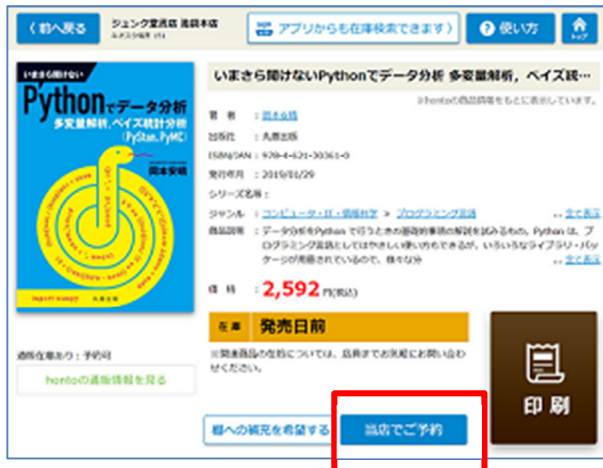 〈 前へ戻る
ジュンク堂書店 池袋本店
アプリからも在庫検索できます）
? 使い方
いまさら聞けないPythonでデータ分析 多変量解析，ベイズ統…
※hontoの商品情報をもとに表示しています。
いまさら聞けない
Pythonでデータ分析
多変量解析、ベイズ統計分析
(PyStan、PyMC)
岡本安晴
import numpy
丸善出版
著 者 : 岡本安晴
出版社 : 丸善出版
ISBN/JAN : 978-4-621-30361-0
発行年月 : 2019/01/29
シリーズ名等 :
ジャンル : コンピュータ・IT・情報科学 > プログラミング言語 … 全て表示
商品説明 : データ分析をPython で行うときの基礎的事項の解説を試みるもの。Python は、プ
ログラミング言語としてはやさしい使い方もできるが、いろいろなライブラリ・パッ
ケージが用意されているので、様々な分 … 全て表示
価 格 : 2,592 円(税込)
在庫 発売日前
※関連商品の在庫については、店員までお気軽にお問い合わ
せください。
通販在庫あり：予約可
hontoの通販情報を見る
棚への補充を希望する
当店でご予約
印刷